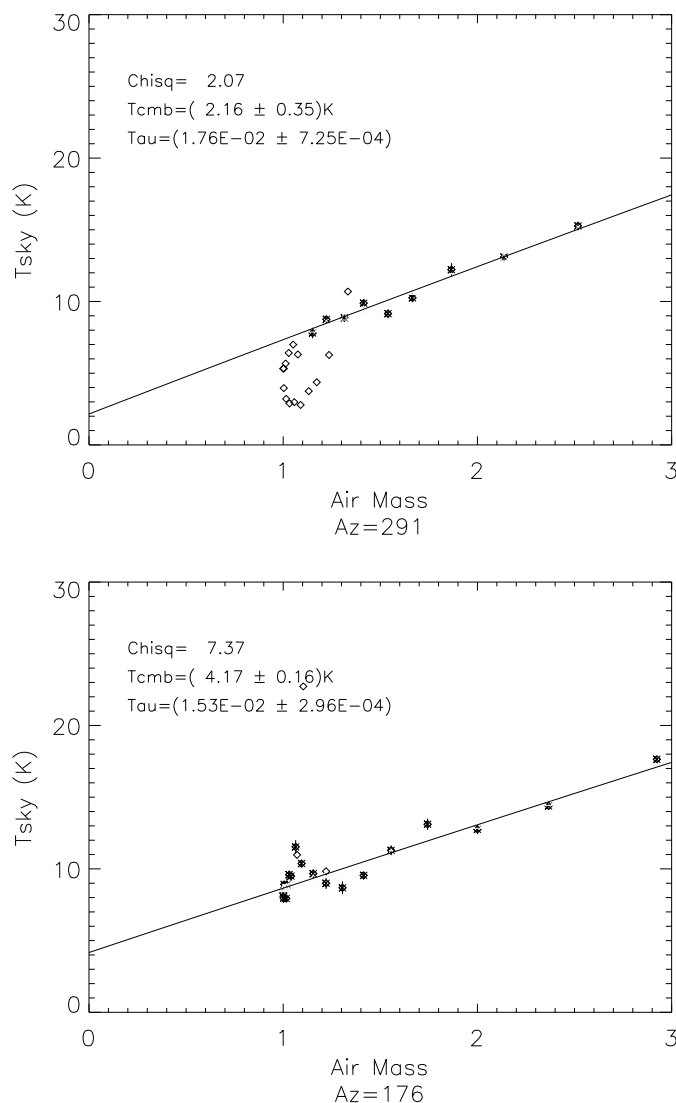 30
Chisq= 2.07
Tcmb=( 2.16 ± 0.35)K
Tau=(1.76E-02 ± 7.25E-04)
20
Tsky (K)
10
0
0 1 2 3
Air Mass
Az=291
30
Chisq= 7.37
Tcmb=( 4.17 ± 0.16)K
Tau=(1.53E-02 ± 2.96E-04)
20
Tsky (K)
10
0
0 1 2 3
Air Mass
Az=176